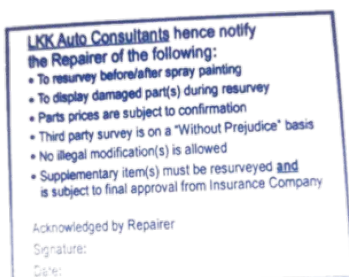 LKK Auto Consultants hence notify
the Repairer of the following:
• To resurvey before/after spray painting
• To display damaged part(s) during resurvey
• Parts prices are subject to confirmation
• Third party survey is on a "Without Prejudice" basis
• No illegal modification(s) is allowed
• Supplementary item(s) must be resurveyed and
is subject to final approval from Insurance Company
Acknowledged by Repairer
Signature:
Date: